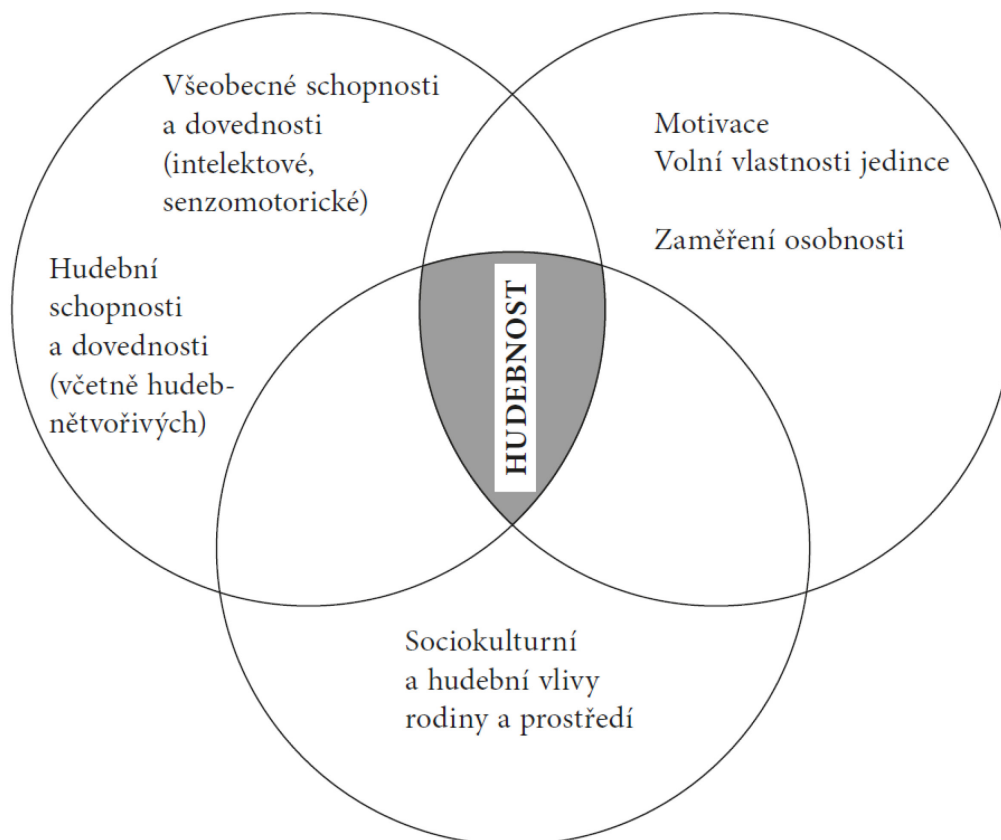 Všeobecné schopnosti
a dovednosti
(intelektové,
senzomotorické)
Hudební
schopnosti
a dovednosti
(včetně hudeb-
nětvořivých)
Motivace
Volní vlastnosti jedince
Zaměření osobnosti
HUDEBNOST
Sociokulturní
a hudební vlivy
rodiny a prostředí